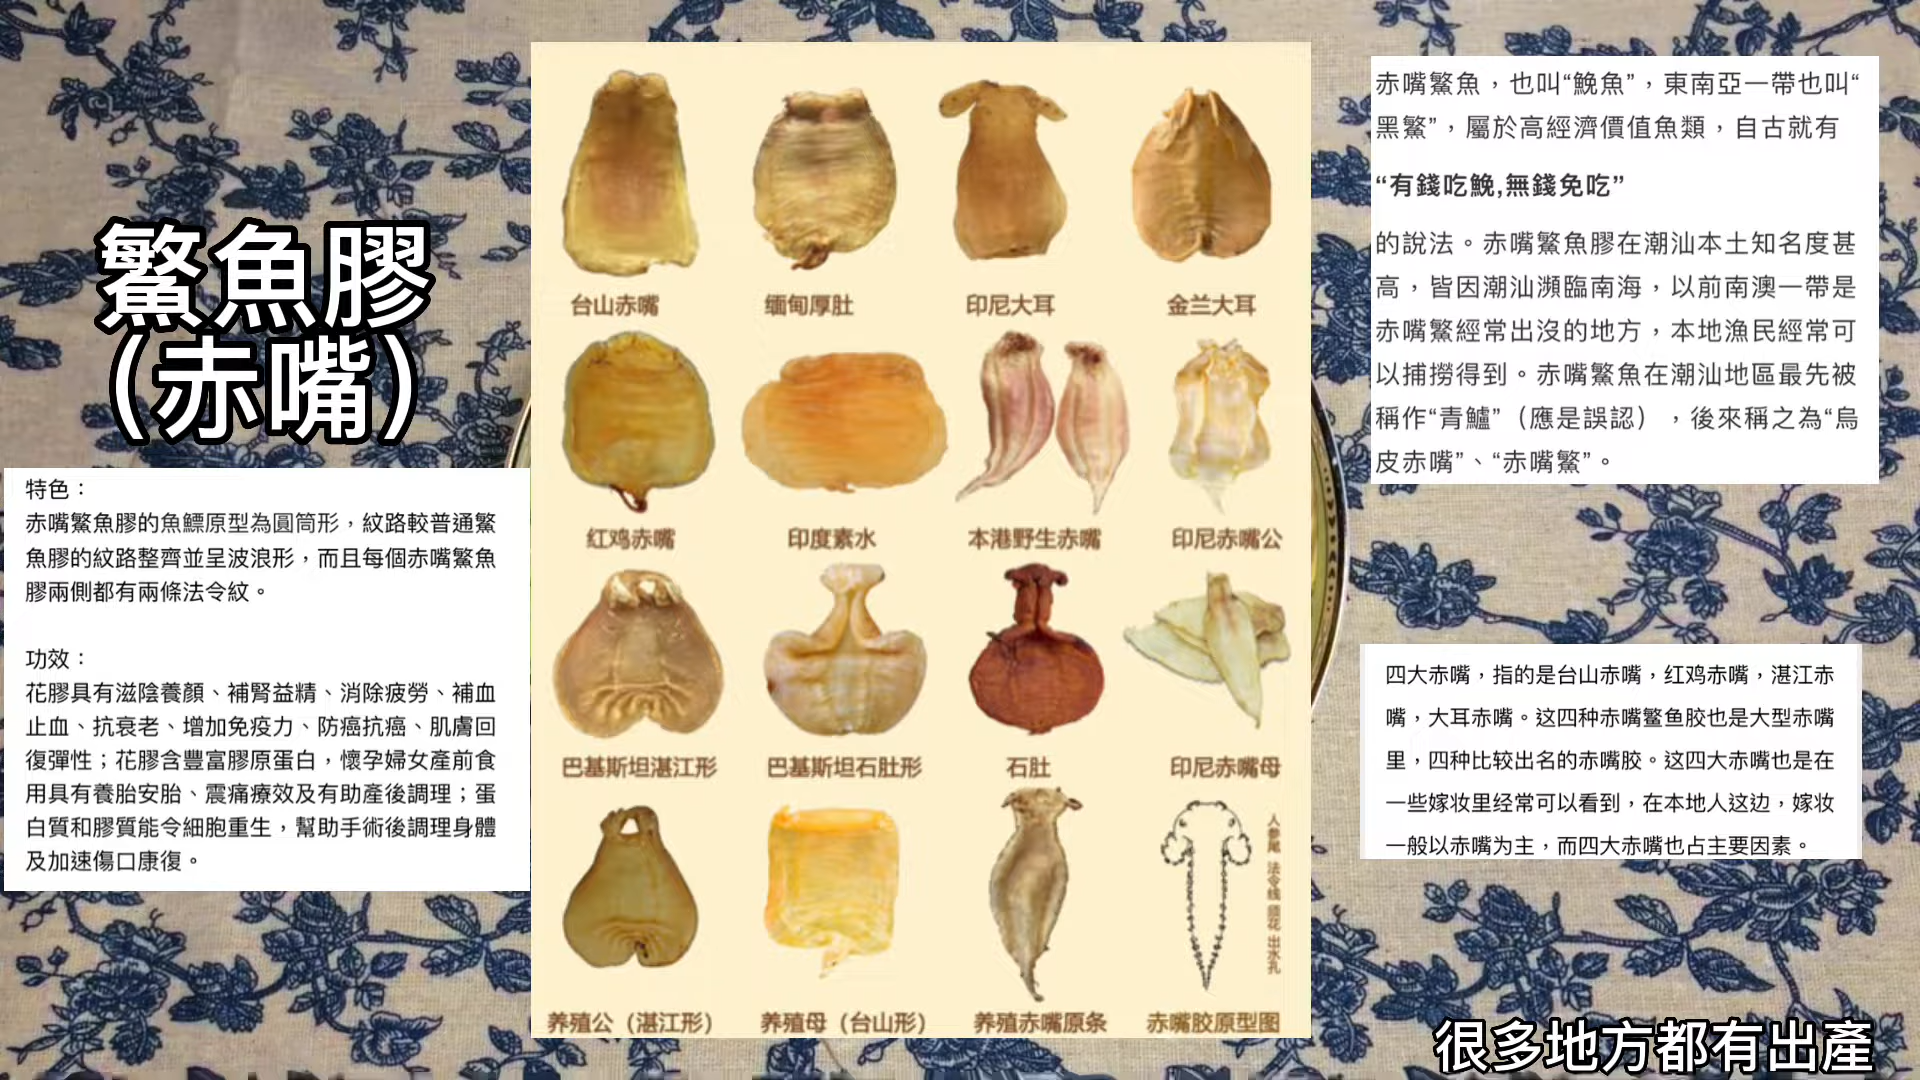 鰵魚膠
(赤嘴)
特色：
赤嘴鰵魚膠的魚鰾原型為圓筒形，紋路較普通鰵
魚膠的紋路整齊並呈波浪形，而且每個赤嘴鰵魚
膠兩側都有兩條法令紋。
功效：
花膠具有滋陰養顏、補腎益精、消除疲勞、補血
止血、抗衰老、增加免疫力、防癌抗癌、肌膚回
復彈性；花膠含豐富膠原蛋白，懷孕婦女產前食
用具有養胎安胎、震痛療效及有助產後調理；蛋
白質和膠質能令細胞重生，幫助手術後調理身體
及加速傷口康復。
台山赤嘴
缅甸厚肚
印尼大耳
金兰大耳
红鸡赤嘴
印度素水
本港野生赤嘴
印尼赤嘴公
巴基斯坦湛江形
巴基斯坦石肚形
石肚
印尼赤嘴母
养殖公（湛江形）
养殖母（台山形）
养殖赤嘴原条
赤嘴胶原型图
人参尾 法令线 蝴花 出水孔
赤嘴鰵魚，也叫“鮸魚”，東南亞一帶也叫“
黑鰵”，屬於高經濟價值魚類，自古就有
“有錢吃鮸,無錢免吃”
的說法。赤嘴鰵魚膠在潮汕本土知名度甚
高，皆因潮汕瀕臨南海，以前南澳一帶是
赤嘴鰵經常出沒的地方，本地漁民經常可
以捕撈得到。赤嘴鰵魚在潮汕地區最先被
稱作“青鱸”（應是誤認），後來稱之為“烏
皮赤嘴”、“赤嘴鰵”。
四大赤嘴，指的是台山赤嘴，红鸡赤嘴，湛江赤
嘴，大耳赤嘴。这四种赤嘴鳘鱼胶也是大型赤嘴
里，四种比较出名的赤嘴胶。这四大赤嘴也是在
一些嫁妆里经常可以看到，在本地人这边，嫁妆
一般以赤嘴为主，而四大赤嘴也占主要因素。
很多地方都有出產